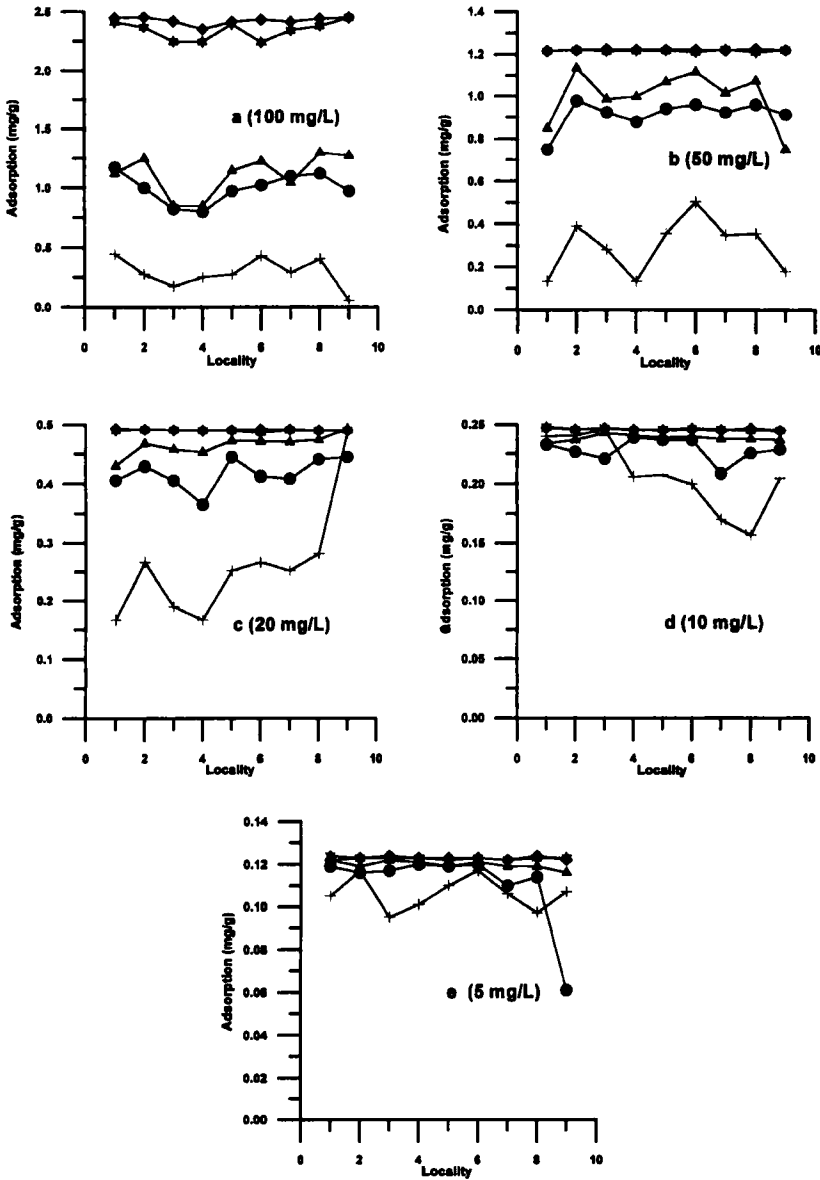 2.5
2.0
1.5
1.0
0.5
0.0
Adsorption (mg/g)
a (100 mg/L)
0 2 4 6 8 10
Locality
1.4
1.2
1.0
0.8
0.6
0.4
0.2
0.0
Adsorption (mg/g)
b (50 mg/L)
0 2 4 6 8 10
Locality
0.5
0.4
0.3
0.2
0.1
0.0
Adsorption (mg/g)
c (20 mg/L)
0 2 4 6 8 10
Locality
0.25
0.20
0.15
0.10
0.05
0.00
Adsorption (mg/g)
d (10 mg/L)
0 2 4 6 8 10
Locality
0.14
0.12
0.10
0.08
0.06
0.04
0.02
0.00
Adsorption (mg/g)
e (5 mg/L)
0 2 4 6 8 10
Locality